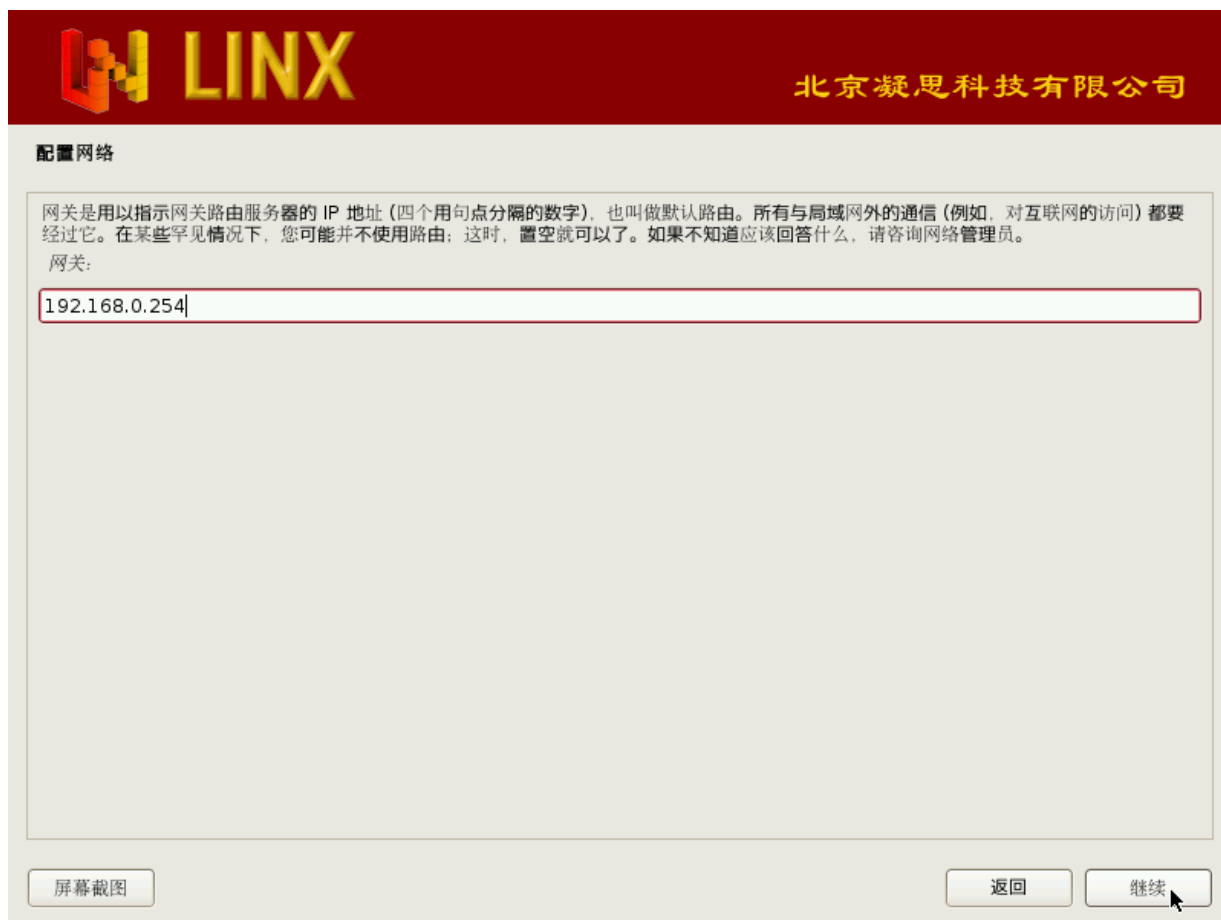 LINX
北京凝思科技有限公司
配置网络
网关是用以指示网关路由服务器的 IP 地址 (四个用句点分隔的数字)，也叫做默认路由。所有与局域网外的通信 (例如，对互联网的访问) 都要
经过它。在某些罕见情况下，您可能并不使用路由；这时，置空就可以了。如果不知道应该回答什么，请咨询网络管理员。
网关:
192.168.0.254
屏幕截图
返回
继续